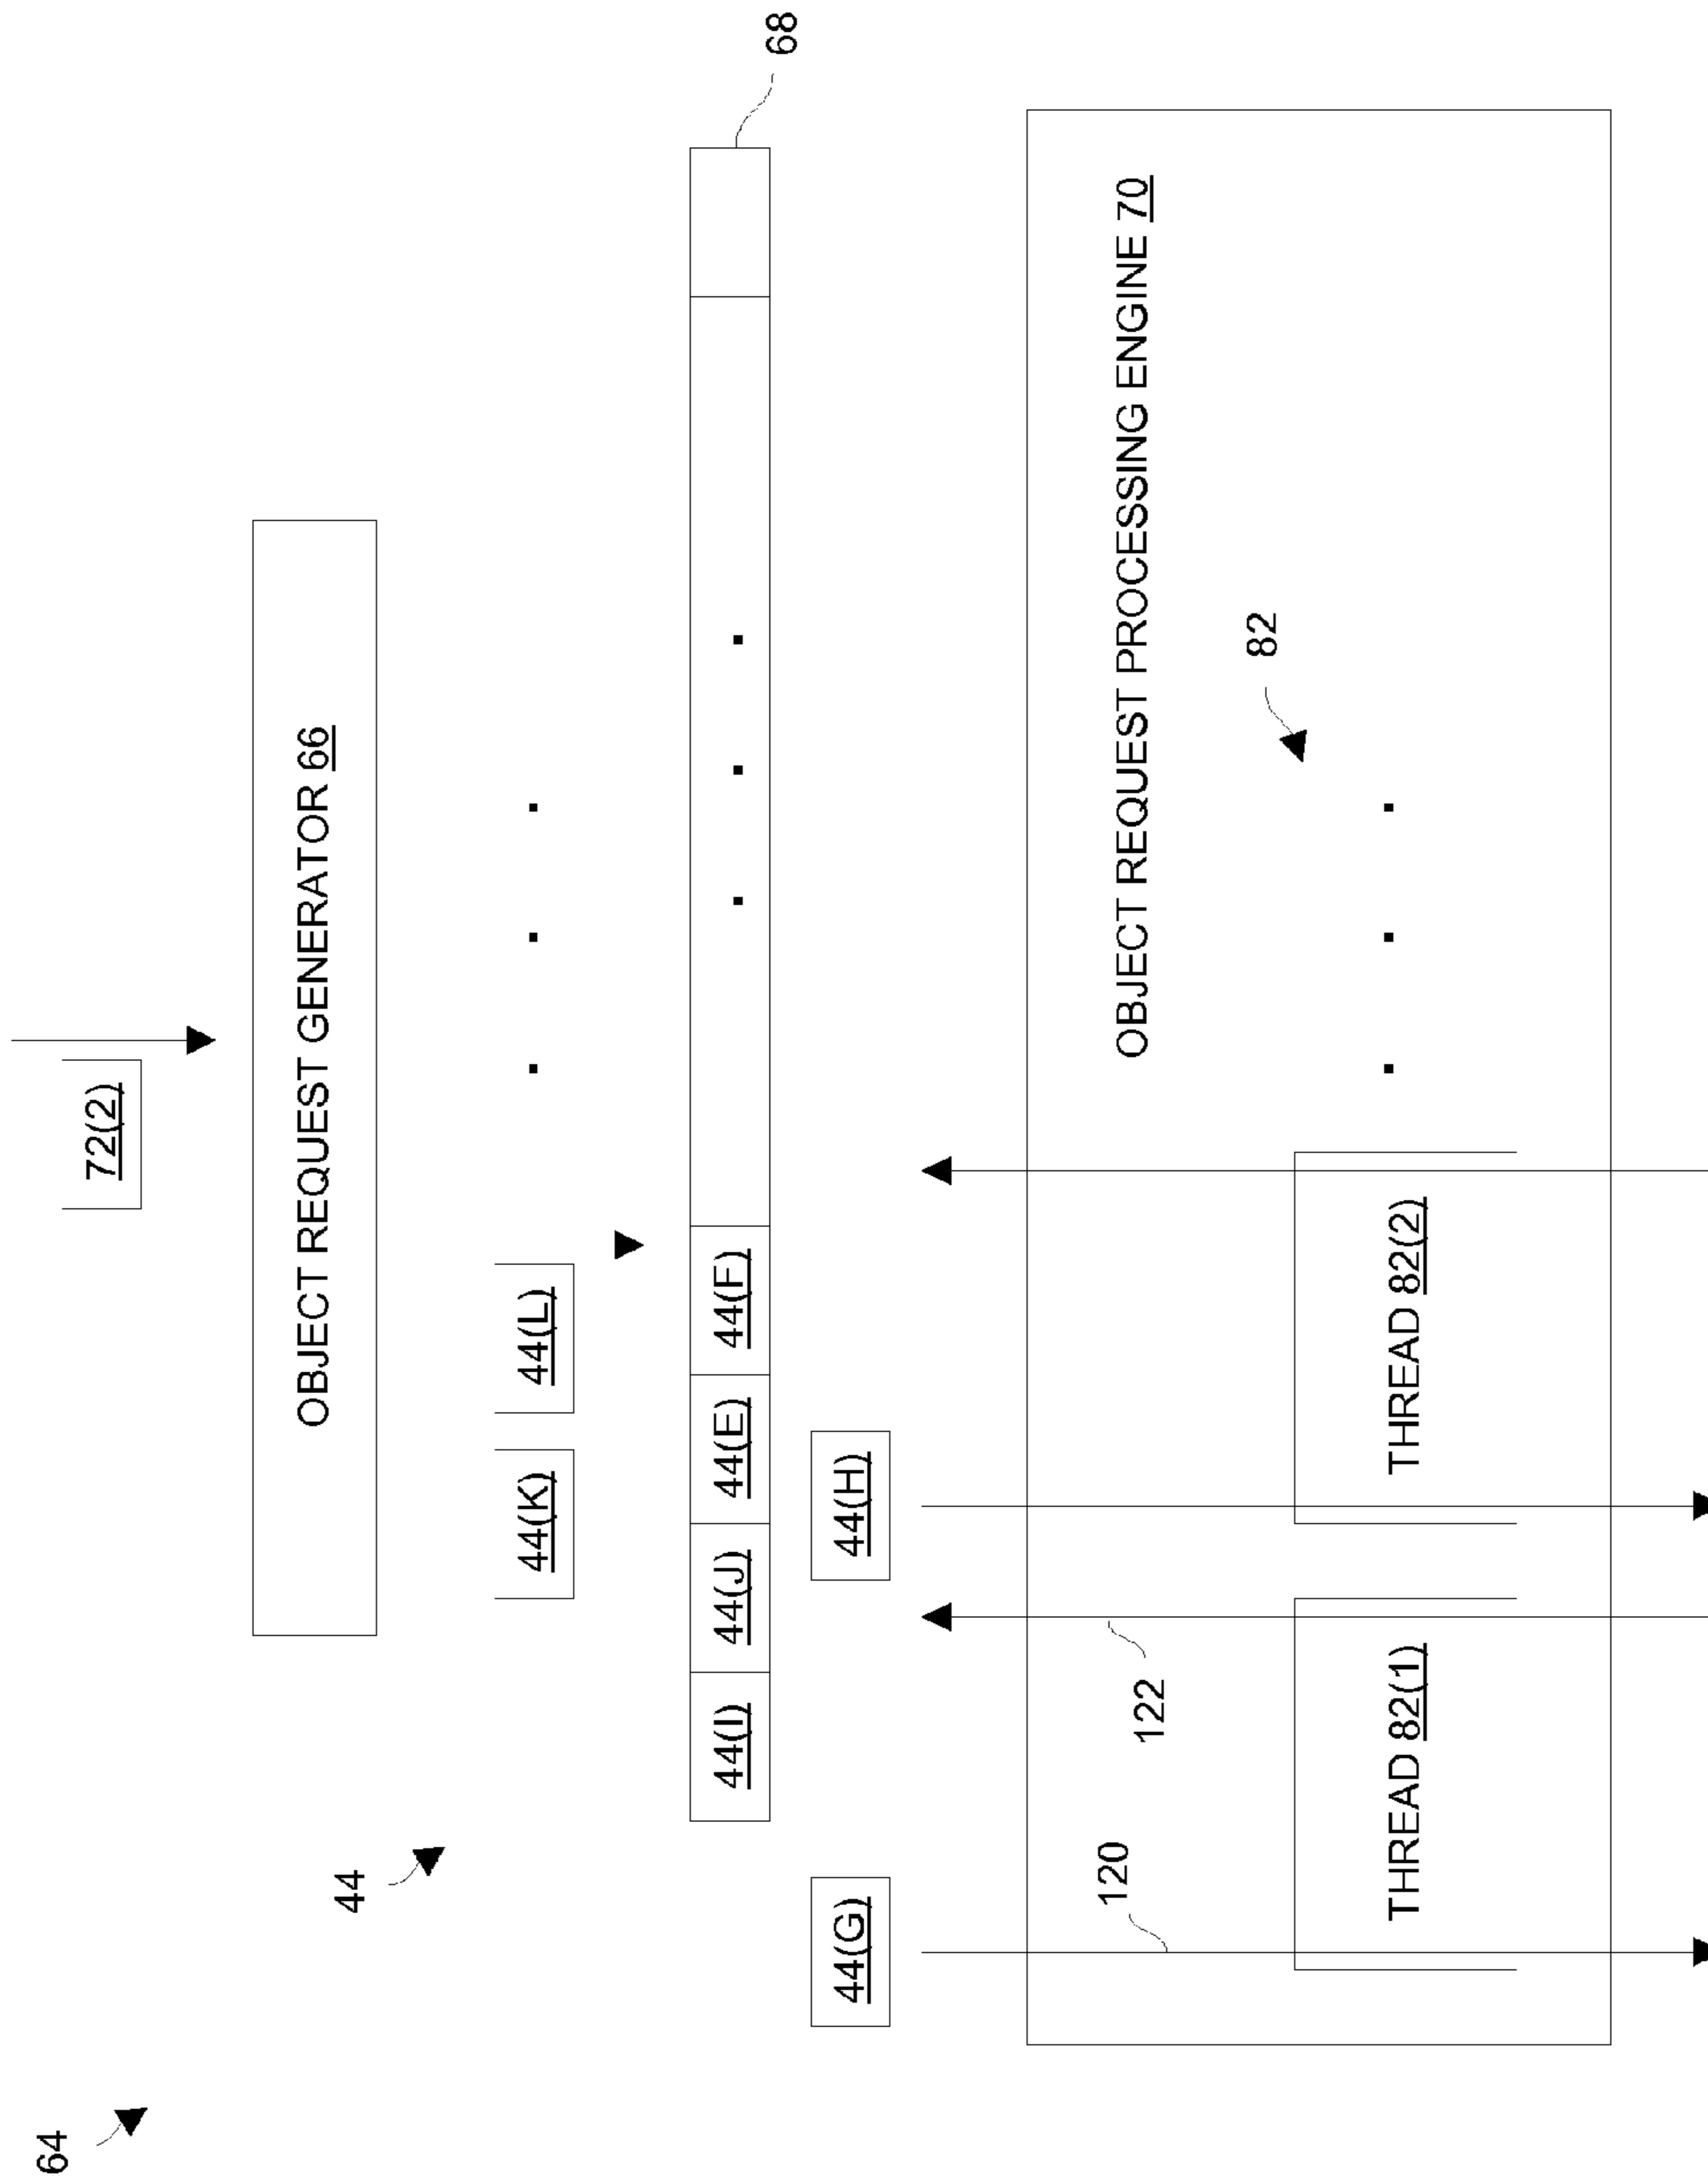 64
72(2)
OBJECT REQUEST GENERATOR 66
44
44(K)
44(L)
68
44(I)
44(J)
44(E)
44(F)
44(G)
44(H)
OBJECT REQUEST PROCESSING ENGINE 70
120
122
82
THREAD 82(1)
THREAD 82(2)